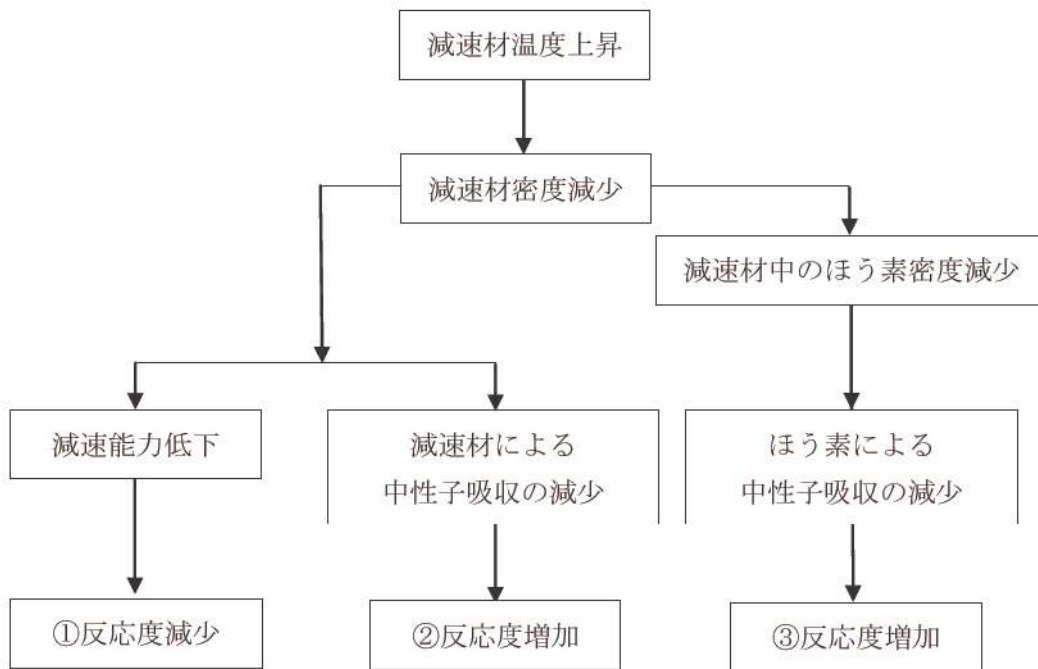 減速材温度上昇
減速材密度減少
減速材中のほう素密度減少
減速能力低下
減速材による
中性子吸収の減少
ほう素による
中性子吸収の減少
①反応度減少
②反応度増加
③反応度増加